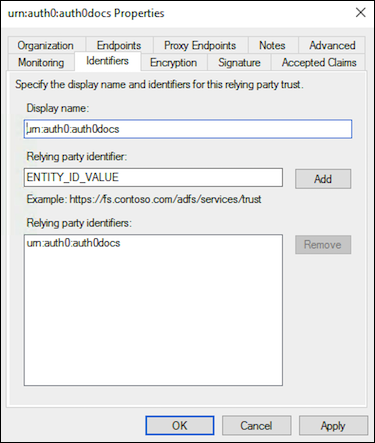 urn:auth0:auth0docs Properties
Organization Endpoints Proxy Endpoints Notes Advanced
Monitoring Identifiers Encryption Signature Accepted Claims
Specify the display name and identifiers for this relying party trust.
Display name:
urn:auth0:auth0docs
Relying party identifier:
ENTITY_ID_VALUE
Add
Example: https://fs.contoso.com/adfs/services/trust
Relying party identifiers:
urn:auth0:auth0docs
Remove
OK Cancel Apply